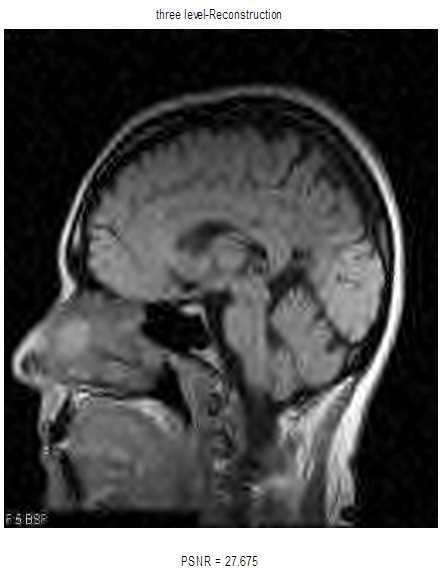 three level-Reconstruction
PSNR = 27.675